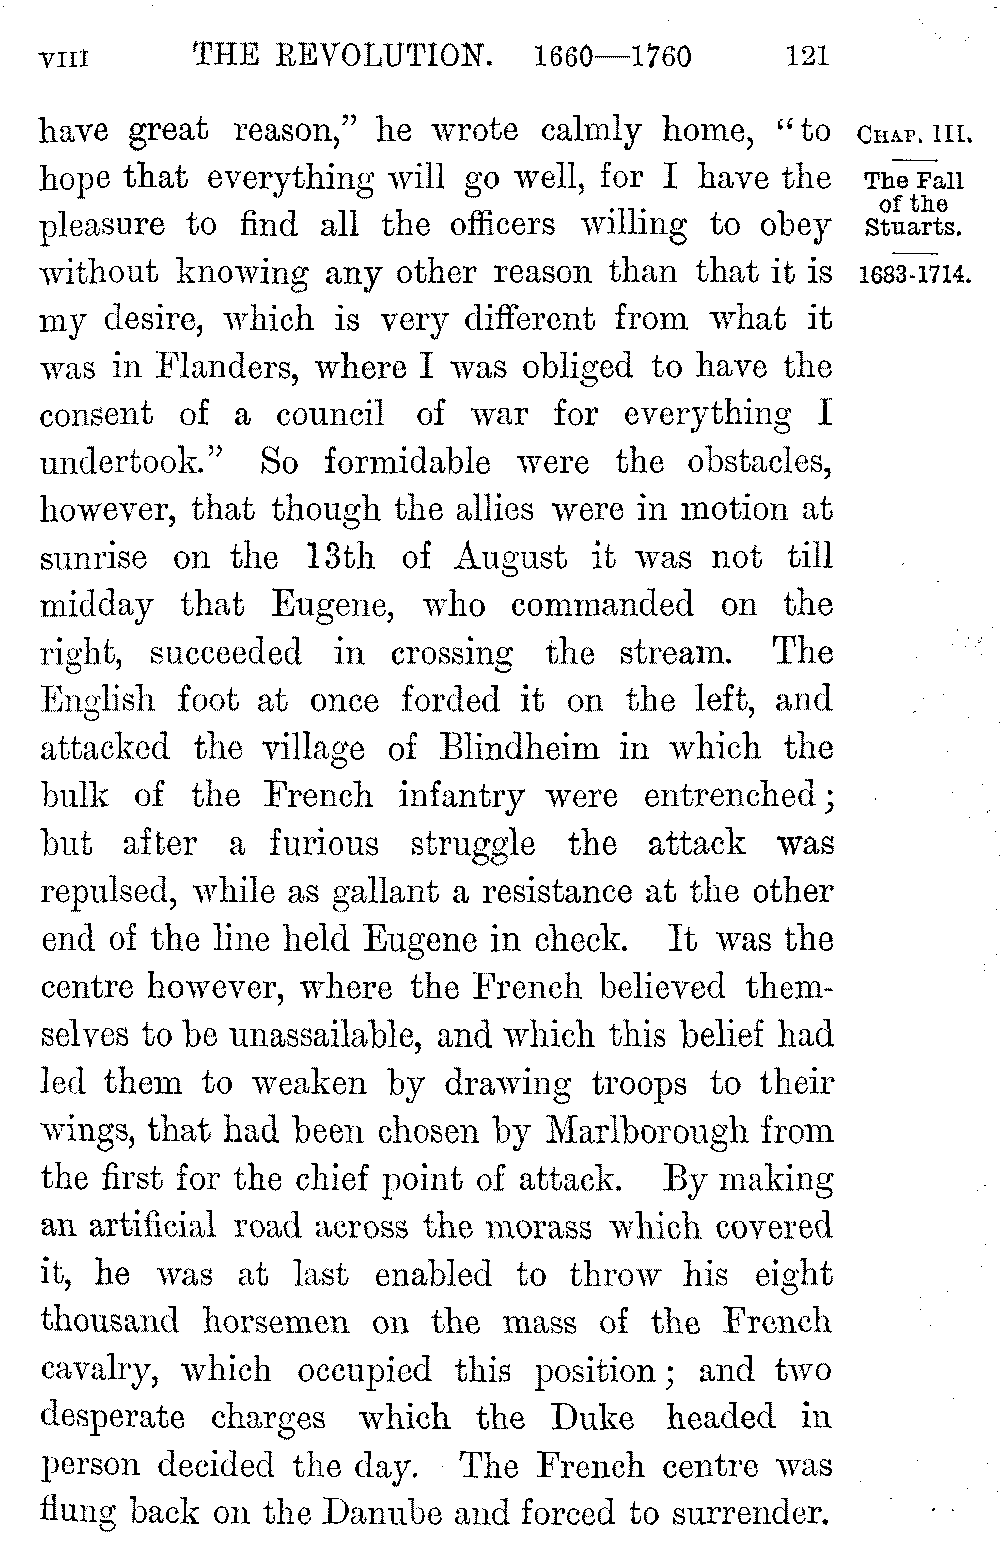 VIII THE REVOLUTION. 1660—1760 121
have great reason,” he wrote calmly home, “to
hope that everything will go well, for I have the
pleasure to find all the officers willing to obey
without knowing any other reason than that it is
my desire, which is very different from what it
was in Flanders, where I was obliged to have the
consent of a council of war for everything I
undertook.” So formidable were the obstacles,
however, that though the allies were in motion at
sunrise on the 13th of August it was not till
midday that Eugene, who commanded on the
right, succeeded in crossing the stream. The
English foot at once forded it on the left, and
attacked the village of Blindheim in which the
bulk of the French infantry were entrenched;
but after a furious struggle the attack was
repulsed, while as gallant a resistance at the other
end of the line held Eugene in check. It was the
centre however, where the French believed them-
selves to be unassailable, and which this belief had
led them to weaken by drawing troops to their
wings, that had been chosen by Marlborough from
the first for the chief point of attack. By making
an artificial road across the morass which covered
it, he was at last enabled to throw his eight
thousand horsemen on the mass of the French
cavalry, which occupied this position; and two
desperate charges which the Duke headed in
person decided the day. The French centre was
flung back on the Danube and forced to surrender.
CHAP. III.
The Fall
of the
Stuarts.
1683-1714.